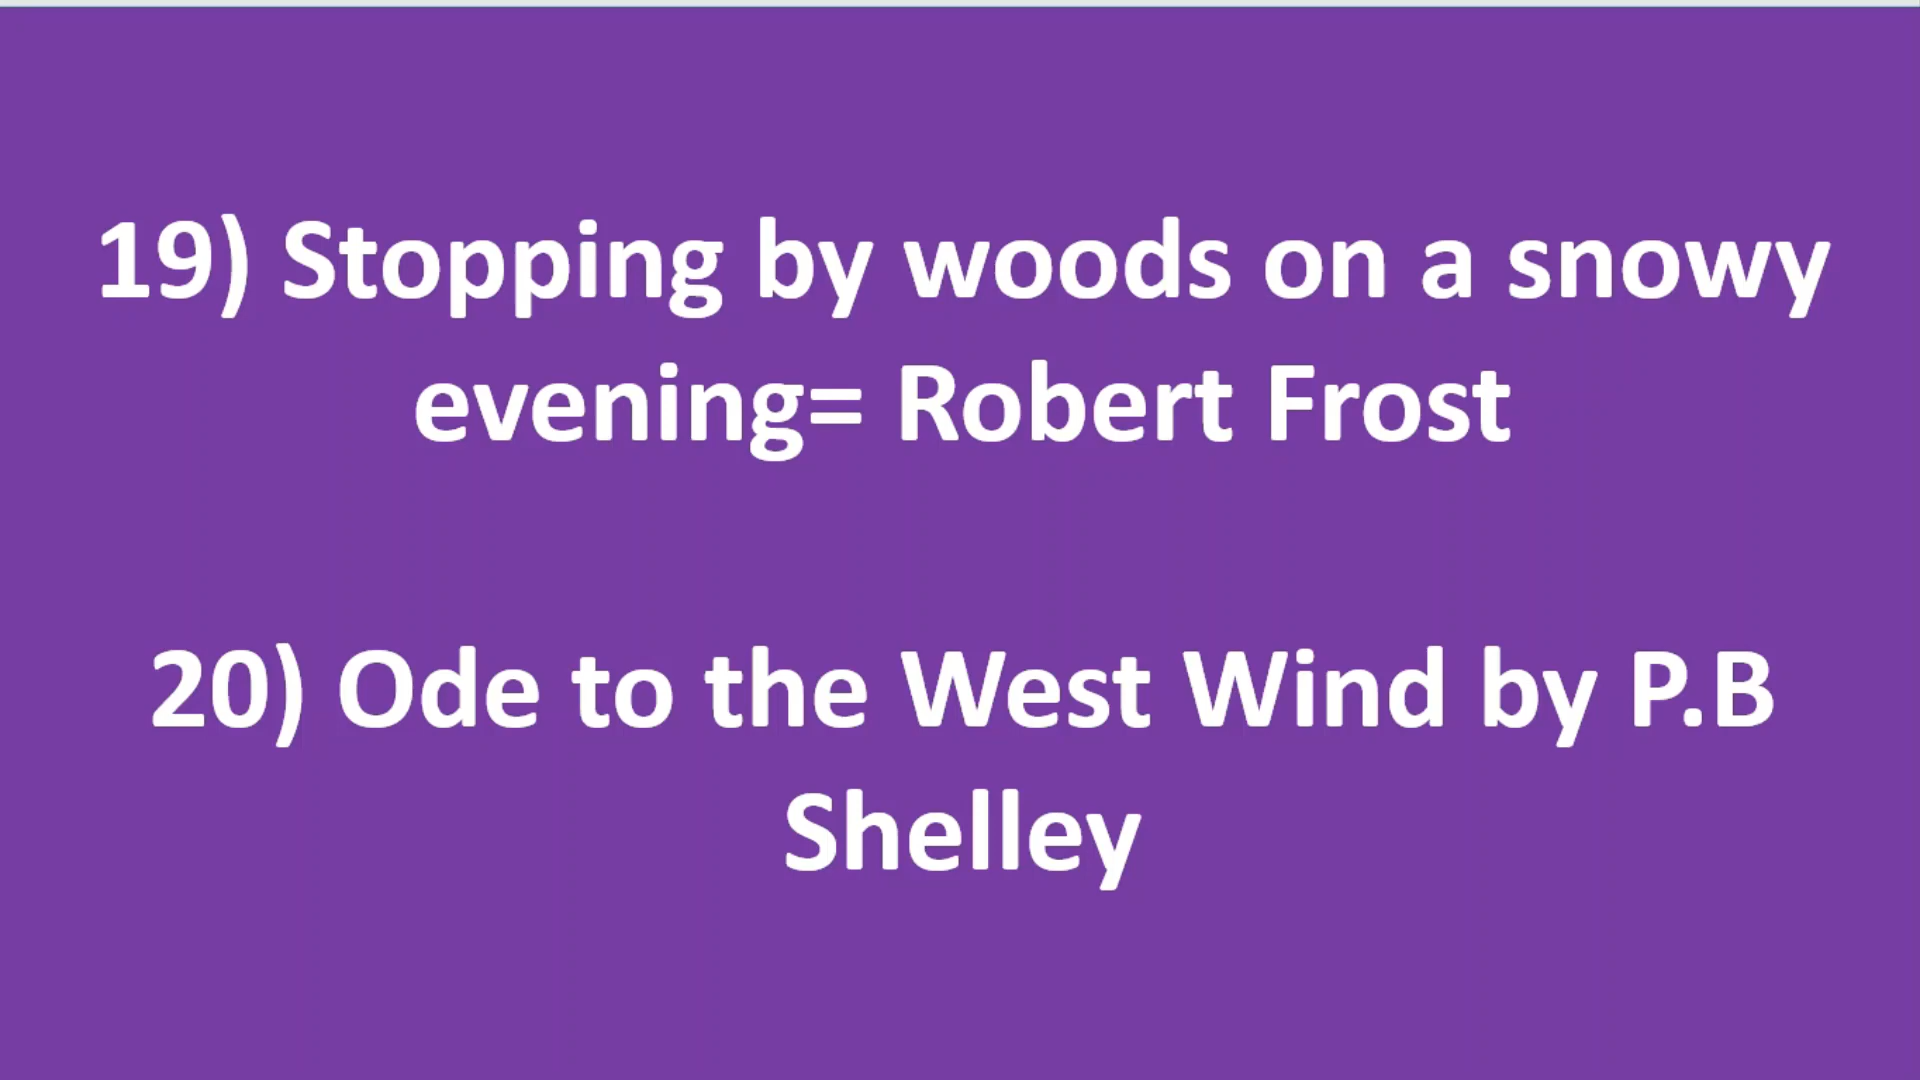 19) Stopping by woods on a snowy
evening= Robert Frost
20) Ode to the West Wind by P.B
Shelley